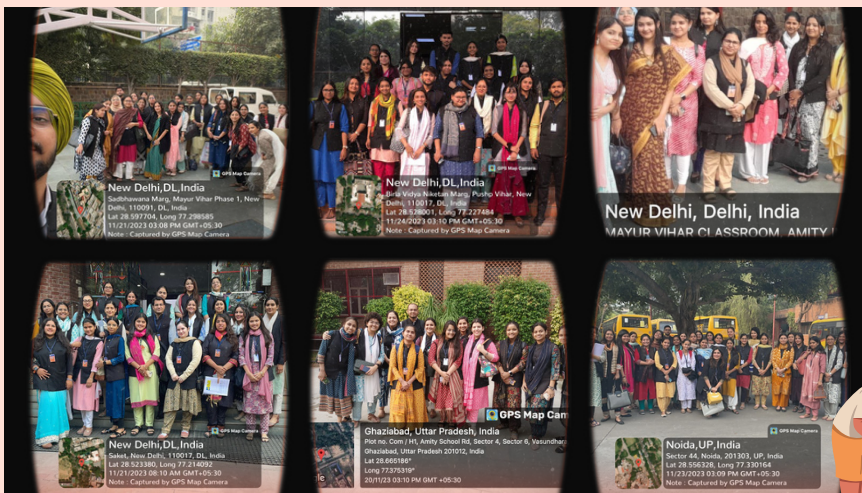 GPS Map Camera
New Delhi,DL,India
Sadbhawana Marg, Mayur Vihar Phase 1, New
Delhi, 110091, DL, India
Lat 28.597704, Long 77.298585
11/21/2023 03:08 PM GMT+05:30
Note : Captured by GPS Map Camera
GPS Map Camera
New Delhi,DL,India
Birla Vidya Niketan Marg, Pushp Vihar, New
Delhi, 110017, DL, India
Lat 28.528001, Long 77.227484
11/24/2023 03:10 PM GMT+05:30
Note : Captured by GPS Map Camera
New Delhi, Delhi, India
MAYUR VIHAR CLASSROOM, AMITY
GPS Map Camera
New Delhi,DL,India
Saket, New Delhi, 110017, DL, India
Lat 28.523380, Long 77.214092
11/21/2023 08:10 AM GMT+05:30
Note : Captured by GPS Map Camera
GPS Map Cam
Ghaziabad, Uttar Pradesh, India
Plot no. Com / H1, Amity School Rd, Sector 4, Sector 6, Vasundhar
Ghaziabad, Uttar Pradesh 201012, India
Lat 28.665186°
Long 77.375319°
20/11/23 03:10 PM GMT +05:30
GPS Map Camera
Noida,UP,India
Sector 44, Noida, 201303, UP, India
Lat 28.556328, Long 77.330164
11/23/2023 03:09 PM GMT+05:30
Note : Captured by GPS Map Camera